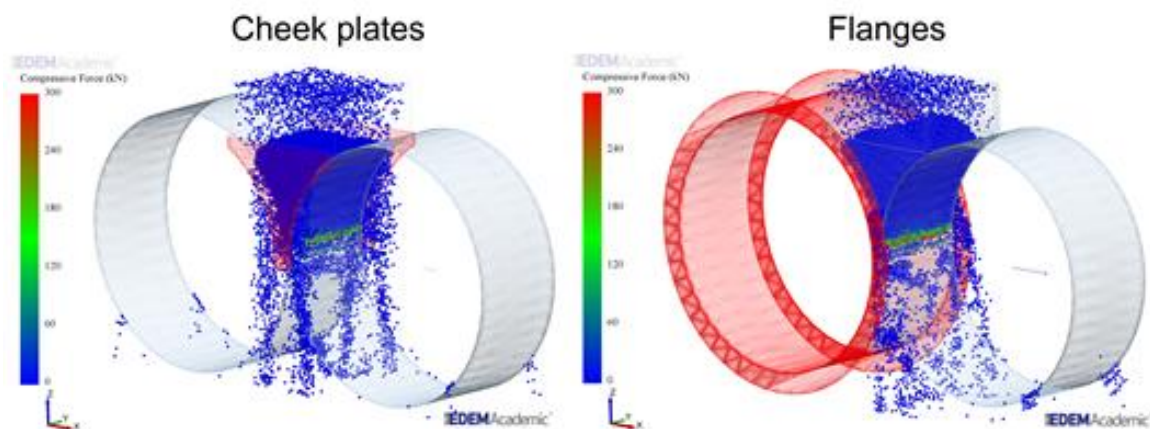 Cheek plates
Flanges
EDEMAcademic
Compressive Force (kN)
300
240
180
120
60
0
Z
Y
X
EDEMAcademic
EDEMAcademic
Compressive Force (kN)
300
240
180
120
60
0
Z
Y
X
EDEMAcademic